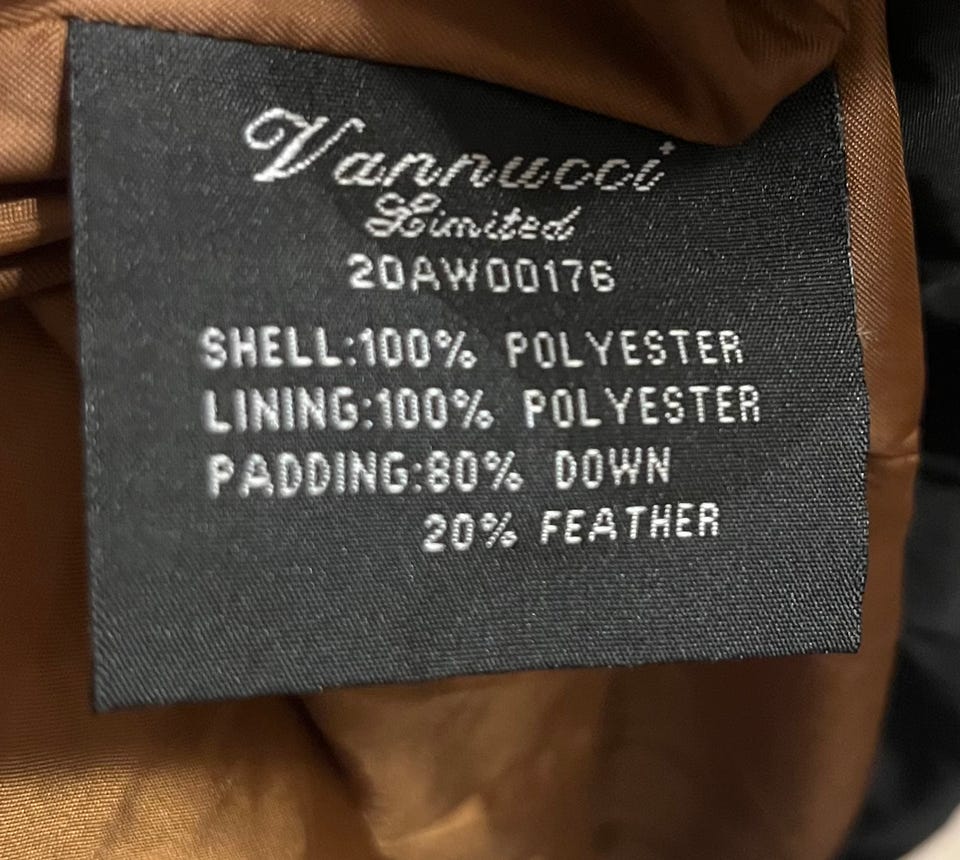 Vannucci
Limited
20AW00176
SHELL:100% POLYESTER
LINING:100% POLYESTER
PADDING:80% DOWN
20% FEATHER